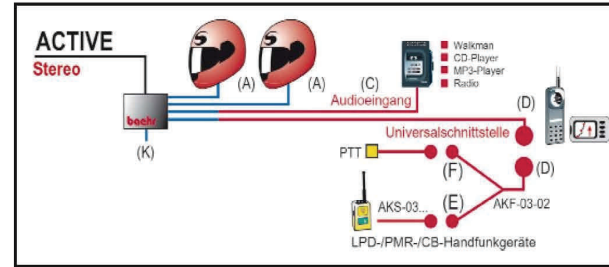 ACTIVE
Stereo
baehr
(K)
(A)
(A)
(C)
Audioeingang
Walkman
CD-Player
MP3-Player
Radio
(D)
Universalschnittstelle
PTT
(F)
(D)
AKS-03...
(E)
AKF-03-02
LPD-/PMR-/CB-Handfunkgeräte